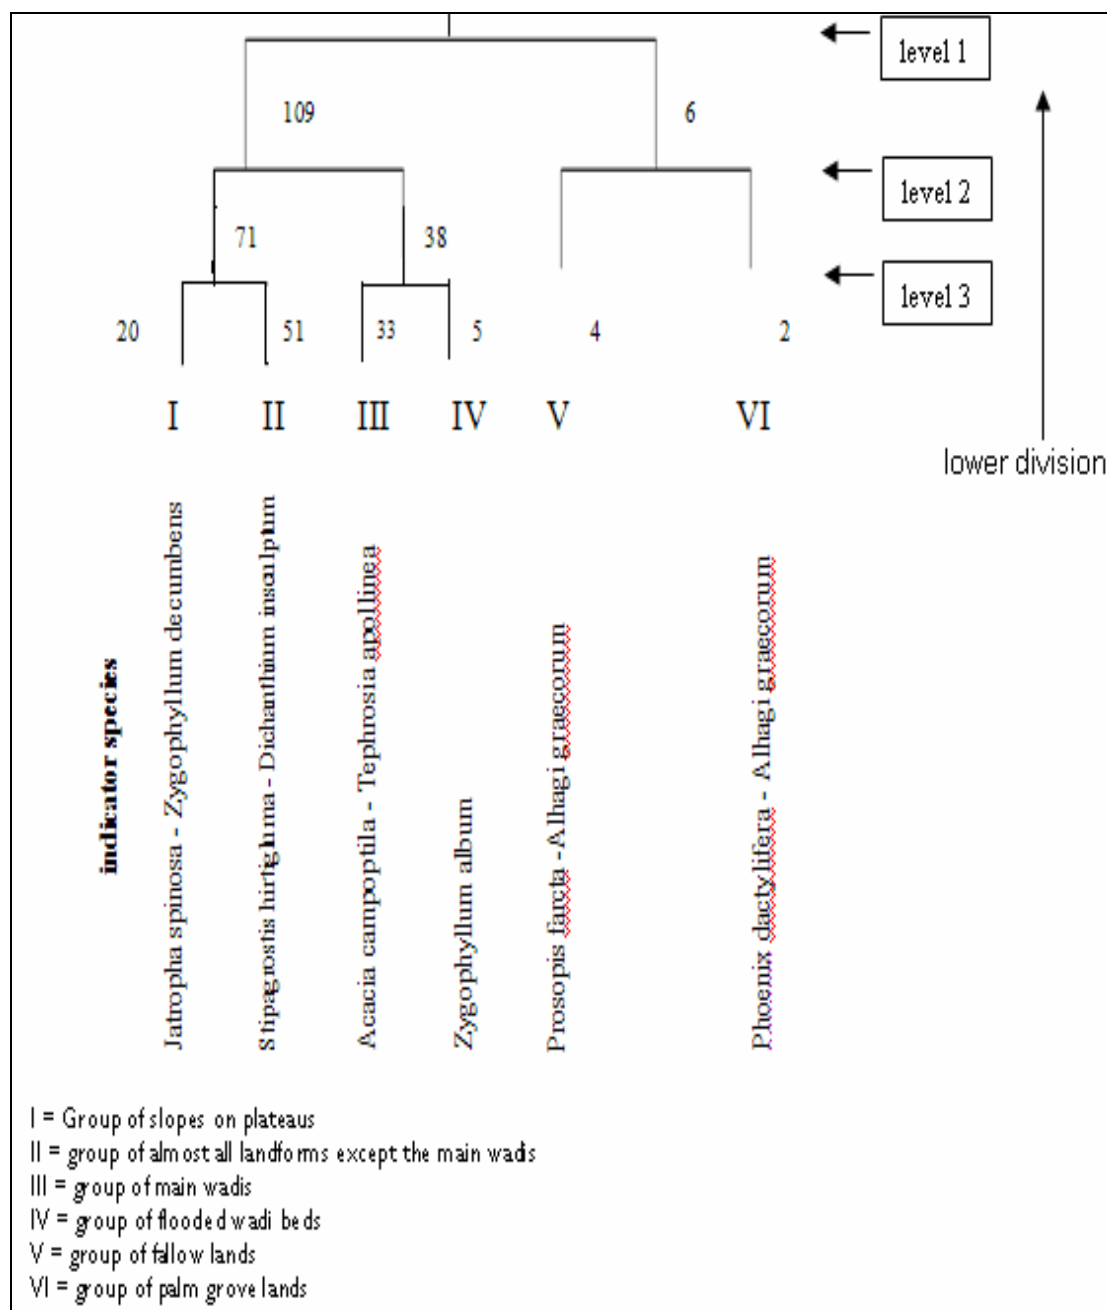 level 1
109
6
level 2
71
38
level 3
20
51
33
5
4
2
I
II
III
IV
V
VI
lower division
indicator species
Jatropha spinosa - Zygophyllum decumbens
Stipagrostis hirtigluma - Dichanthium insculptum
Acacia campoptila - Tephrosia apollinea
Zygophyllum album
Prosopis farcta -Alhagi graecorum
Phoenix dactylifera - Alhagi graecorum
I = Group of slopes on plateaus
II = group of almost all landforms except the main wadis
III = group of main wadis
IV = group of flooded wadi beds
V = group of fallow lands
VI = group of palm grove lands